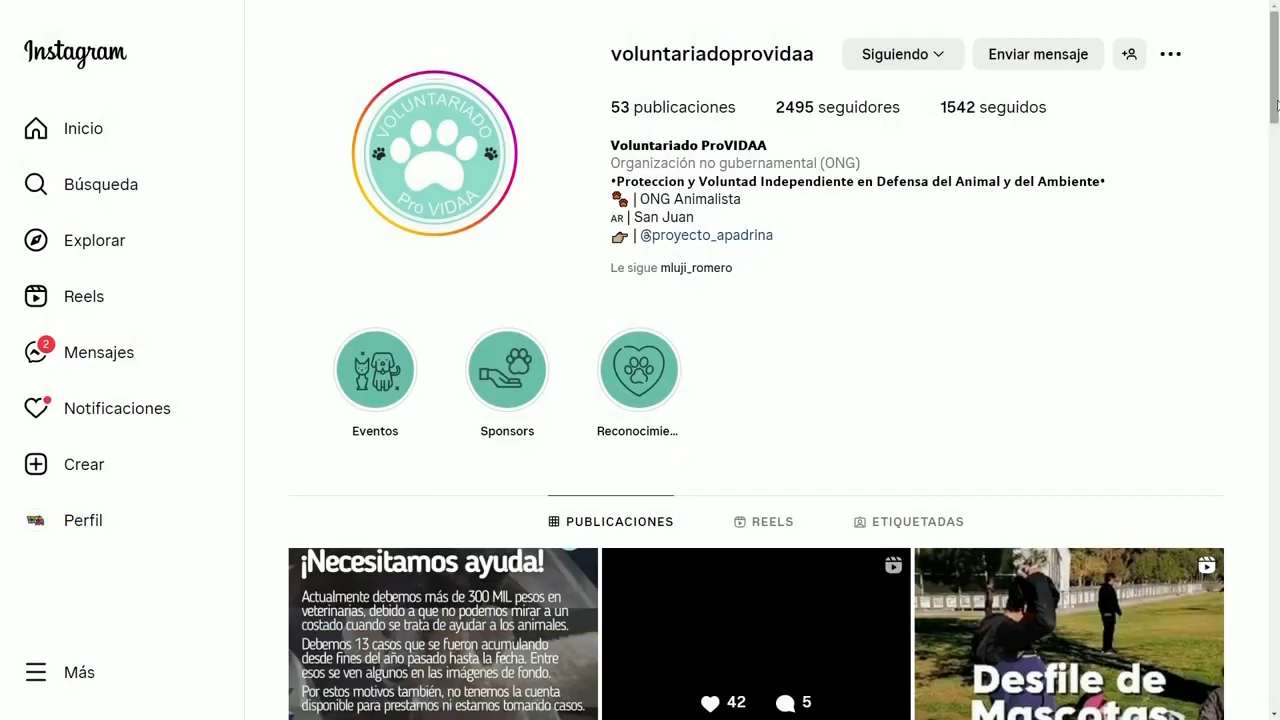 Instagram
voluntariadoprovidaa
Siguiendo
Enviar mensaje
53 publicaciones
2495 seguidores
1542 seguidos
Voluntariado ProVIDAA
Organización no gubernamental (ONG)
•Proteccion y Voluntad Independiente en Defensa del Animal y del Ambiente•
| ONG Animalista
AR | San Juan
| @proyecto_apadrina
Le sigue mluji_romero
VOLUNTARIADO
Pro VIDAA
Inicio
Búsqueda
Explorar
Reels
2
Mensajes
Notificaciones
Crear
Perfil
Más
Eventos
Sponsors
Reconocimie...
PUBLICACIONES
REELS
ETIQUETADAS
¡Necesitamos ayuda!
Actualmente debemos más de 300 MIL pesos en
veterinarias, debido a que no podemos mirar a un
costado cuando se trata de ayudar a los animales.
Debemos 13 casos que se fueron acumulando
desde fines del año pasado hasta la fecha. Entre
esos se ven algunos en las imágenes de fondo.
Por estos motivos también, no tenemos la cuenta
disponible para prestamos ni estamos tomando casos.
42
5
Desfile de
Mascotas